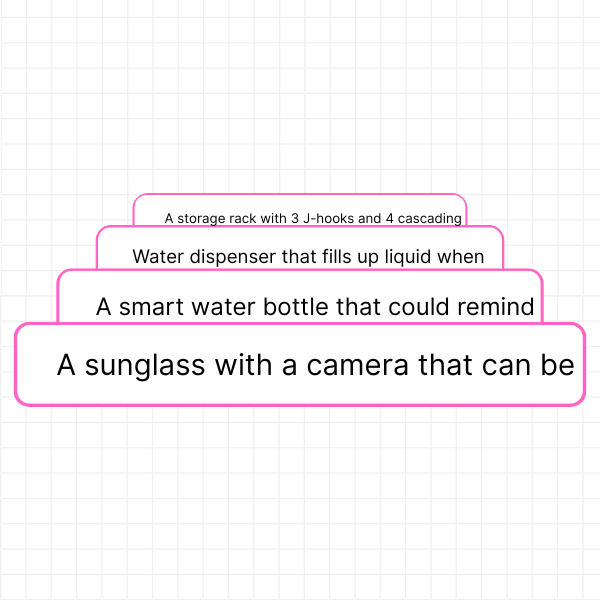 A storage rack with 3 J-hooks and 4 cascading
Water dispenser that fills up liquid when
A smart water bottle that could remind
A sunglass with a camera that can be